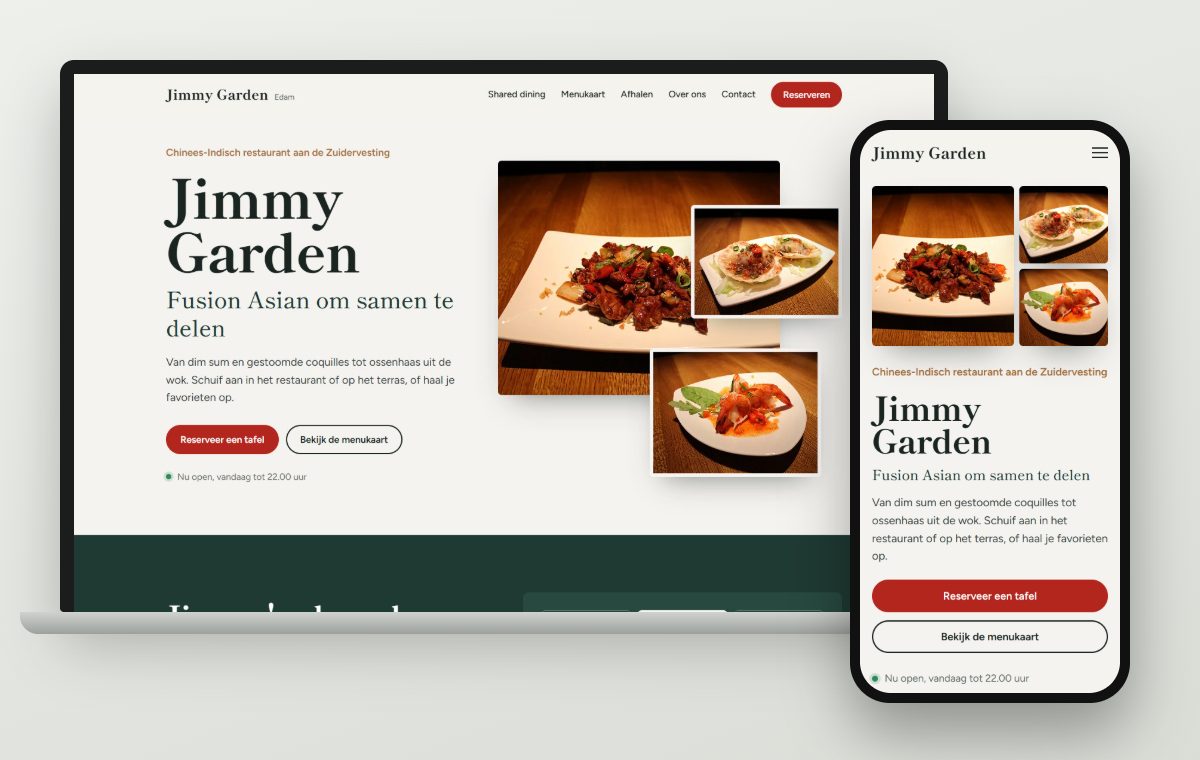 Jimmy Garden Edam
Shared dining Menukaart Afhalen Over ons Contact Reserveren
Chinees-Indisch restaurant aan de Zuidervesting
Jimmy
Garden
Fusion Asian om samen te
delen
Van dim sum en gestoomde coquilles tot ossenhaas uit de
wok. Schuif aan in het restaurant of op het terras, of haal je
favorieten op.
Reserveer een tafel Bekijk de menukaart
Nu open, vandaag tot 22.00 uur
Jimmy Garden
Chinees-Indisch restaurant aan de Zuidervesting
Jimmy
Garden
Fusion Asian om samen te delen
Van dim sum en gestoomde coquilles tot
ossenhaas uit de wok. Schuif aan in het
restaurant of op het terras, of haal je favorieten
op.
Reserveer een tafel
Bekijk de menukaart
Nu open, vandaag tot 22.00 uur